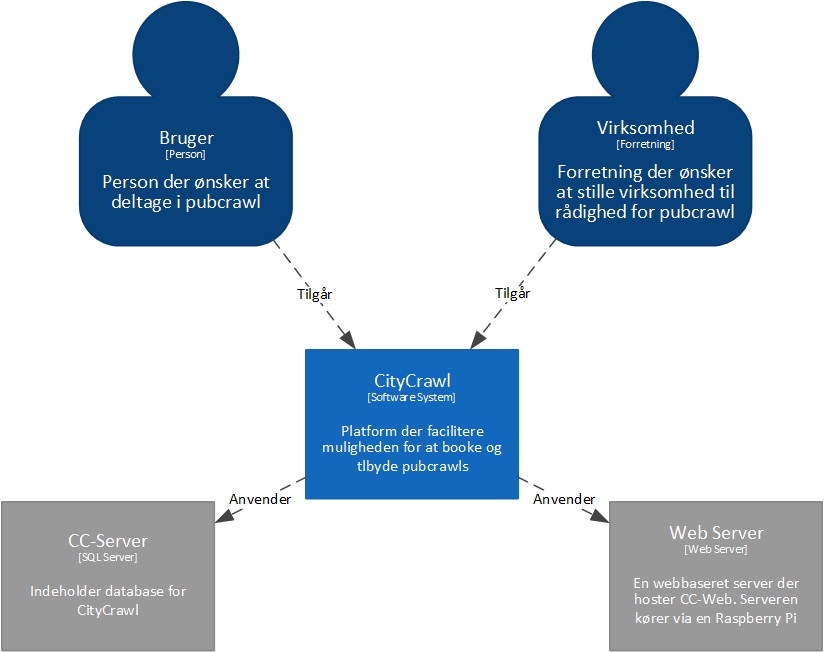 Bruger
[Person]
Person der ønsker at
deltage i pubcrawl
Virksomhed
[Forretning]
Forretning der ønsker
at stille virksomhed til
rådighed for pubcrawl
Tilgår
Tilgår
CityCrawl
[Software System]
Platform der facilitere
muligheden for at booke og
tlbyde pubcrawls
Anvender
Anvender
CC-Server
[SQL Server]
Indeholder database for
CityCrawl
Web Server
[Web Server]
En webbaseret server der
hoster CC-Web. Serveren
kører via en Raspberry Pi